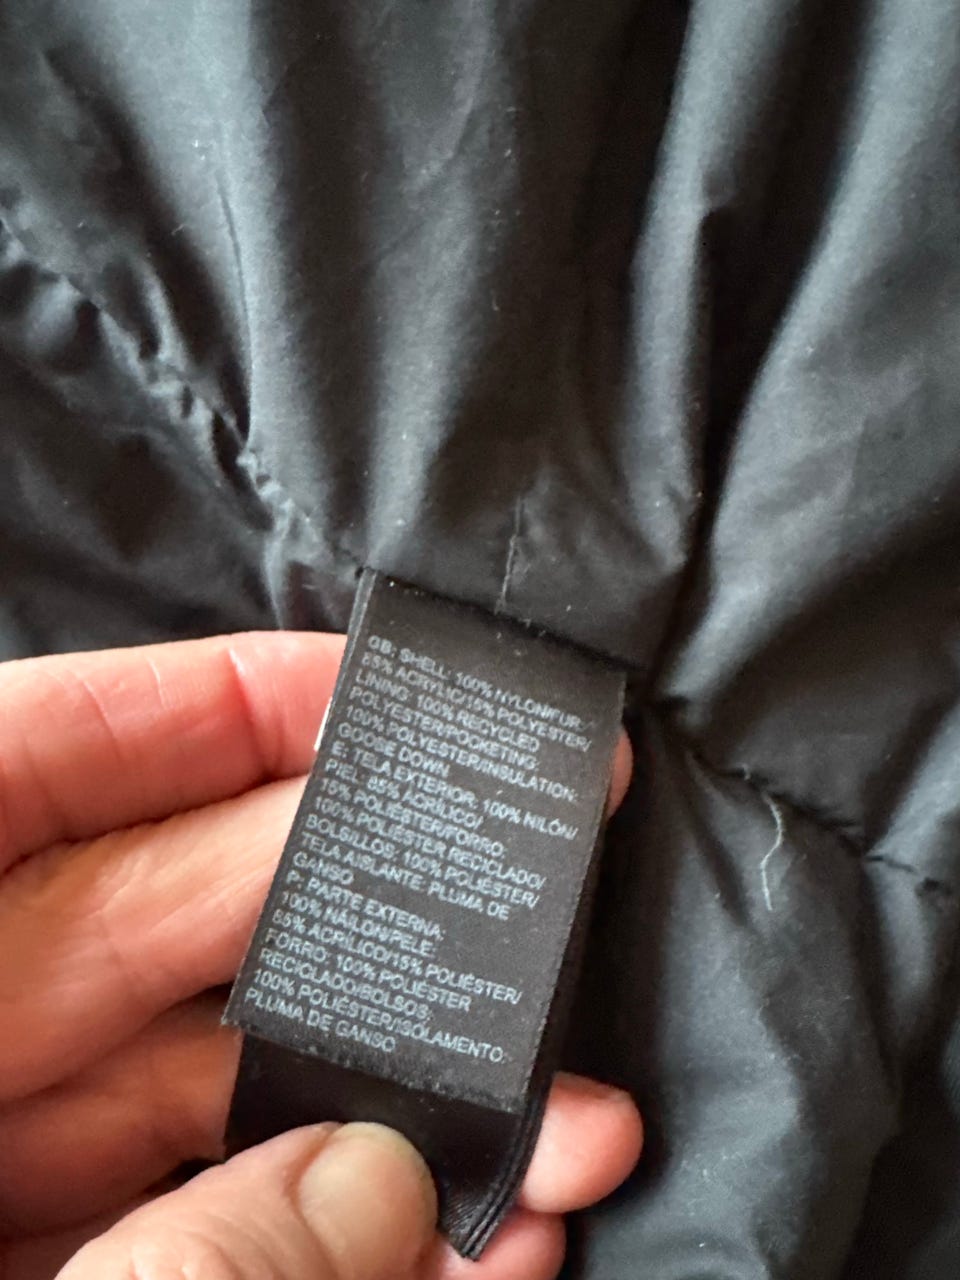 GB: SHELL: 100% NYLON/FUR:
85% ACRYLIC/15% POLYESTER/
LINING: 100% RECYCLED
POLYESTER/POCKETING:
100% POLYESTER/INSULATION:
GOOSE DOWN
E: TELA EXTERIOR: 100% NILÓN/
PIEL: 85% ACRÍLICO/
15% POLIÉSTER/FORRO:
100% POLIÉSTER RECICLADO/
BOLSILLOS: 100% POLIÉSTER/
TELA AISLANTE: PLUMA DE
GANSO
P: PARTE EXTERNA:
100% NÁILON/PELE:
85% ACRÍLICO/15% POLIÉSTER/
FORRO: 100% POLIÉSTER
RECICLADO/BOLSOS:
100% POLIÉSTER/ISOLAMENTO:
PLUMA DE GANSO